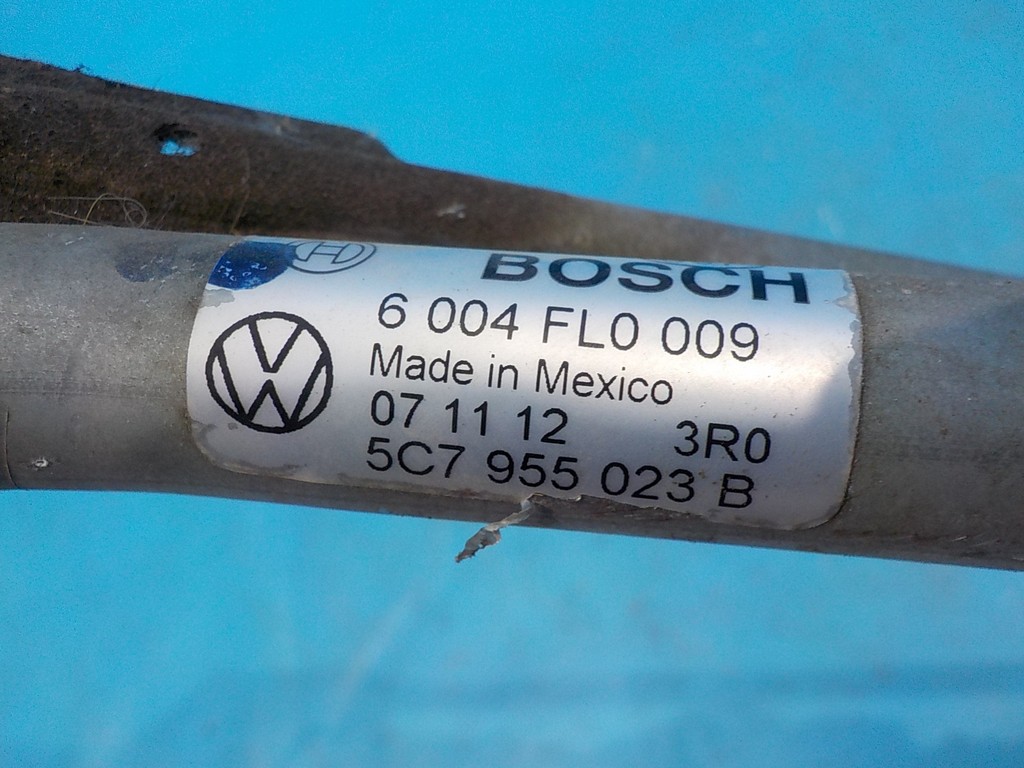 BOSCH
6 004 FL0 009
Made in Mexico
07 11 12 3R0
5C7 955 023 B